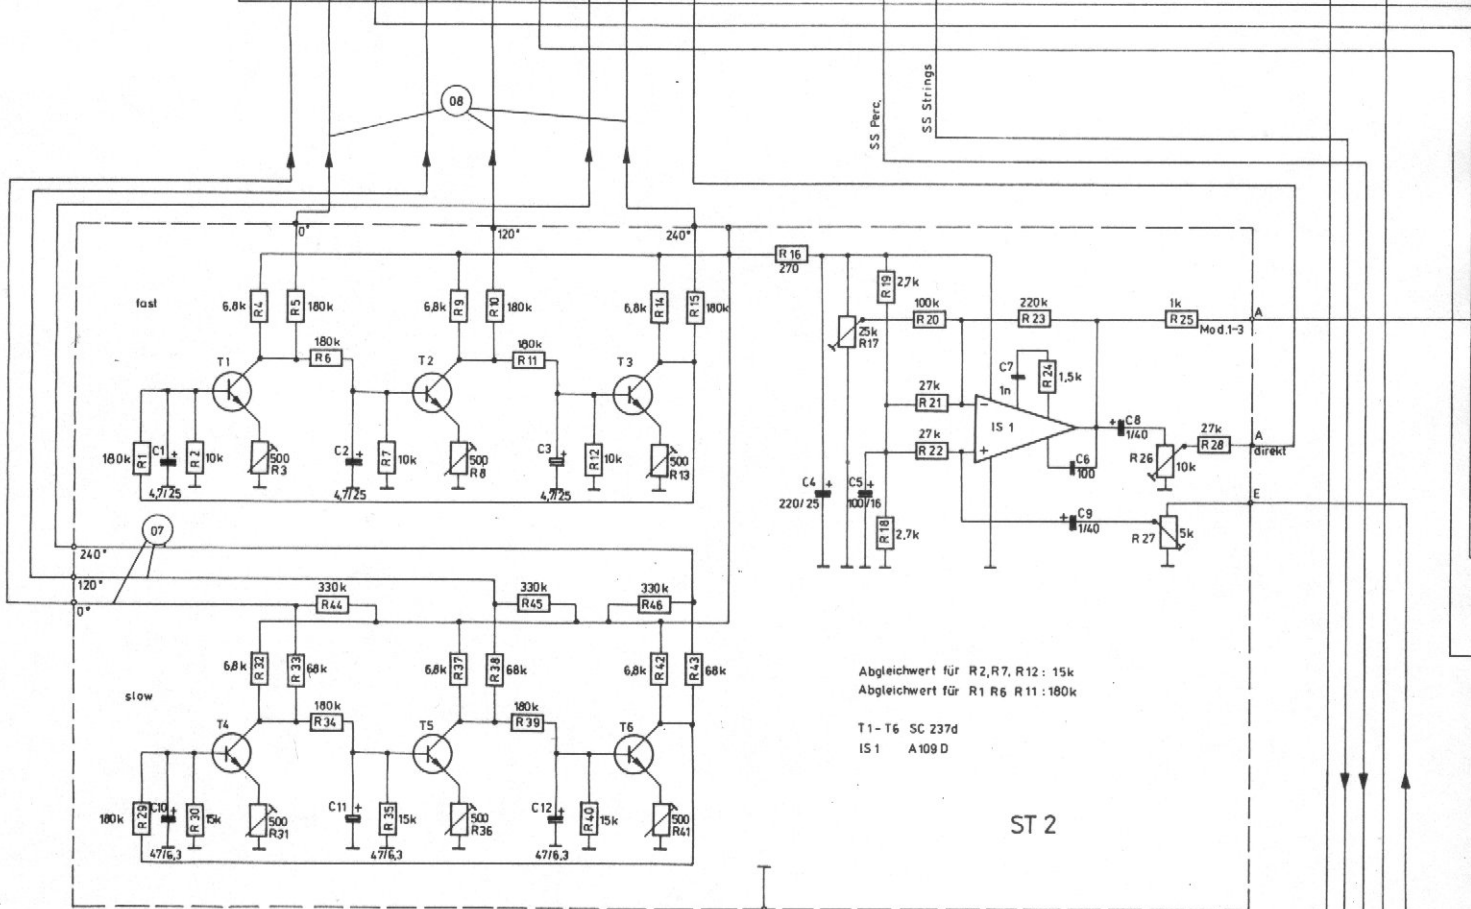 08
SS Perc.
SS Strings
0°
120°
240°
fast
6,8k
R4
R5
180k
6,8k
R9
R10
180k
6,8k
R14
R15
180k
R16
270
R19
2,7k
100k
R20
220k
R23
1k
R25
A
Mod.1-3
25k
R17
T1
180k
R6
T2
180k
R11
T3
C7
1n
R24
1,5k
27k
R21
IS 1
−
+
27k
R22
C8
1/40
27k
R28
A
direkt
R26
10k
C6
100
180k
R1
C1
+
4,7/25
R2
10k
500
R3
C2
+
4,7/25
R7
10k
500
R8
C3
+
4,7/25
R12
10k
500
R13
C4
+
220/25
C5
+
100/16
R18
2,7k
C9
1/40
E
R27
5k
07
240°
120°
0°
330k
R44
330k
R45
330k
R46
6,8k
R32
R33
68k
6,8k
R37
R38
68k
6,8k
R42
R43
68k
slow
T4
180k
R34
T5
180k
R39
T6
180k
R29
C10
+
47/6,3
R30
15k
500
R31
C11
+
47/6,3
R35
15k
500
R36
C12
+
47/6,3
R40
15k
500
R41
Abgleichwert für R2,R7, R12: 15k
Abgleichwert für R1 R6 R11:180k
T1-T6 SC 237d
IS1 A109 D
ST 2